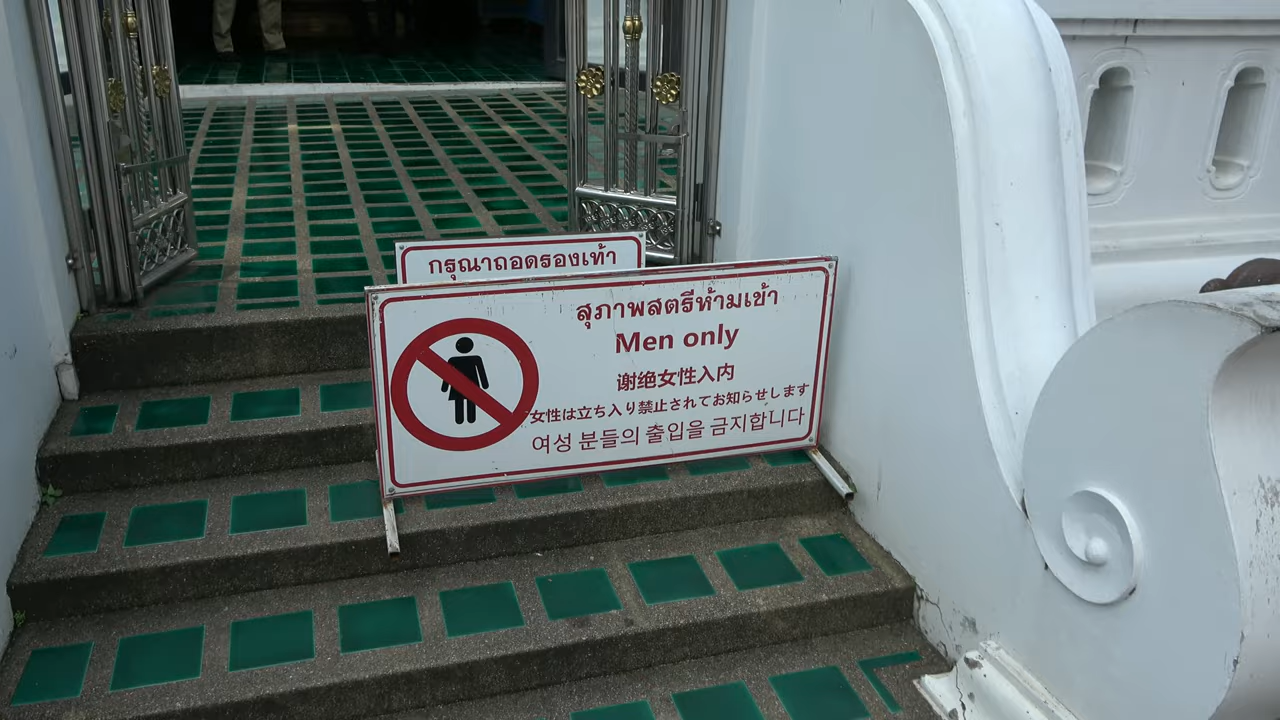 กรุณาถอดรองเท้า
สุภาพสตรีห้ามเข้า
Men only
谢绝女性入内
女性は立ち入り禁止されてお知らせします
여성 분들의 출입을 금지합니다